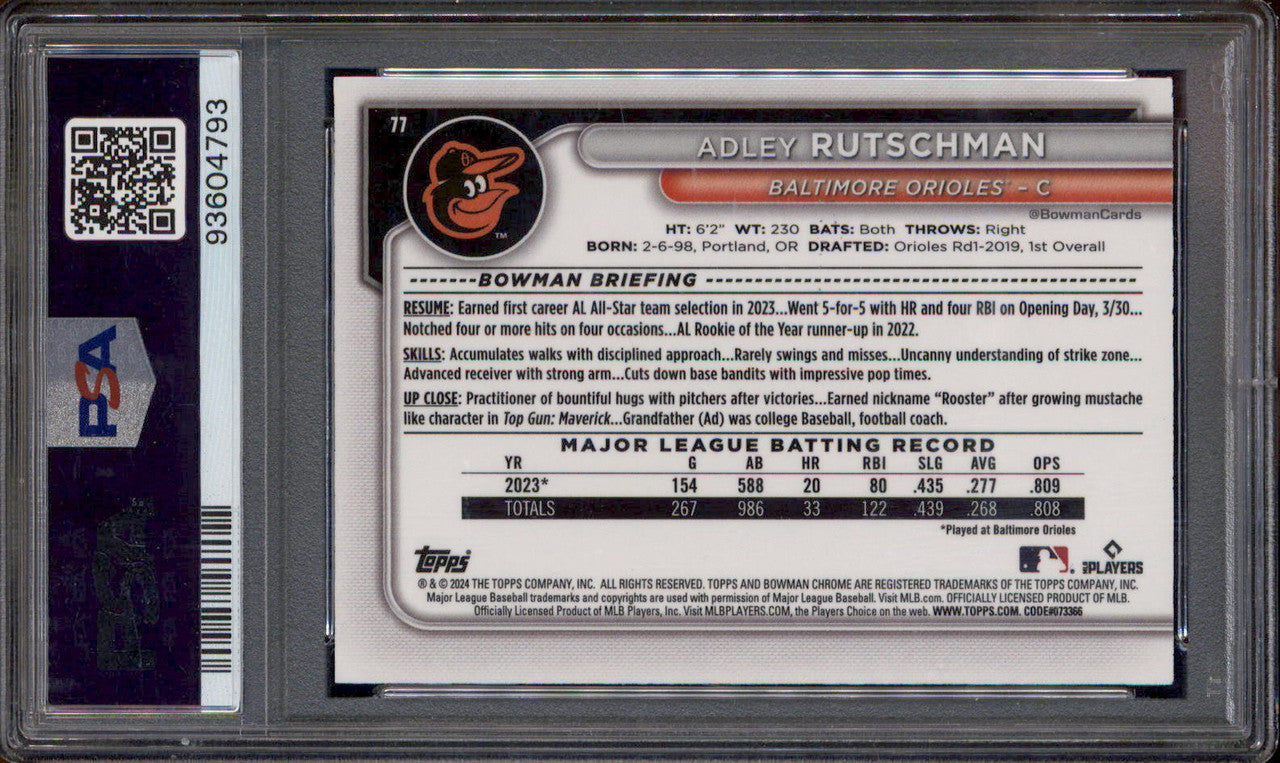 93604793
PSA
77
ADLEY RUTSCHMAN
BALTIMORE ORIOLES™ – C
@BowmanCards
HT: 6'2" WT: 230 BATS: Both THROWS: Right
BORN: 2-6-98, Portland, OR DRAFTED: Orioles Rd1-2019, 1st Overall
BOWMAN BRIEFING
RESUME: Earned first career AL All-Star team selection in 2023...Went 5-for-5 with HR and four RBI on Opening Day, 3/30...
Notched four or more hits on four occasions...AL Rookie of the Year runner-up in 2022.
SKILLS: Accumulates walks with disciplined approach...Rarely swings and misses...Uncanny understanding of strike zone...
Advanced receiver with strong arm...Cuts down base bandits with impressive pop times.
UP CLOSE: Practitioner of bountiful hugs with pitchers after victories...Earned nickname “Rooster” after growing mustache
like character in Top Gun: Maverick...Grandfather (Ad) was college Baseball, football coach.
MAJOR LEAGUE BATTING RECORD
YR G AB HR RBI SLG AVG OPS
2023* 154 588 20 80 .435 .277 .809
TOTALS 267 986 33 122 .439 .268 .808
*Played at Baltimore Orioles
Topps
MLB PLAYERS
® & © 2024 THE TOPPS COMPANY, INC. ALL RIGHTS RESERVED. TOPPS AND BOWMAN CHROME ARE REGISTERED TRADEMARKS OF THE TOPPS COMPANY, INC.
Major League Baseball trademarks and copyrights are used with permission of Major League Baseball. Visit MLB.com. OFFICIALLY LICENSED PRODUCT OF MLB.
Officially Licensed Product of MLB Players, Inc. Visit MLBPLAYERS.COM, the Players Choice on the web. WWW.TOPPS.COM. CODE#073366